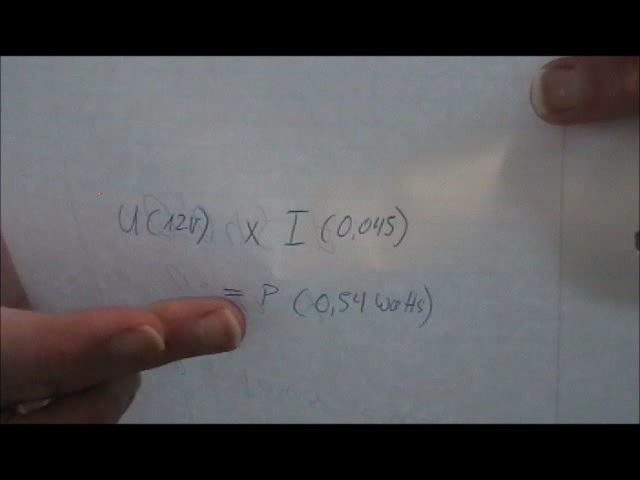 U (12V) x I (0,045)
= P (0,54 Watts)